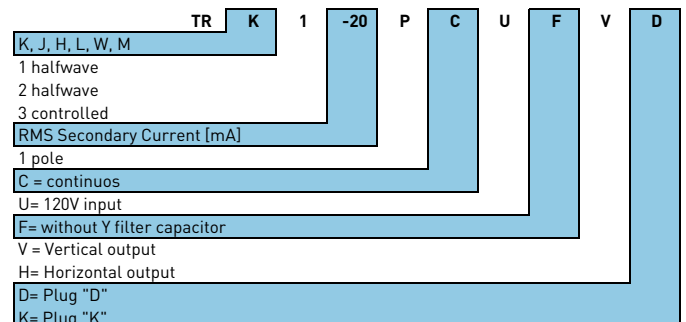 TR K 1 -20 P C U F V D
K, J, H, L, W, M
1 halfwave
2 halfwave
3 controlled
RMS Secondary Current [mA]
1 pole
C = continuos
U= 120V input
F= without Y filter capacitor
V = Vertical output
H= Horizontal output
D= Plug "D"
K= Plug "K"